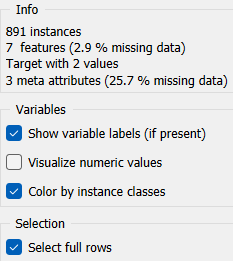 Info
891 instances
7 features (2.9 % missing data)
Target with 2 values
3 meta attributes (25.7 % missing data)
Variables
Show variable labels (if present)
Visualize numeric values
Color by instance classes
Selection
Select full rows